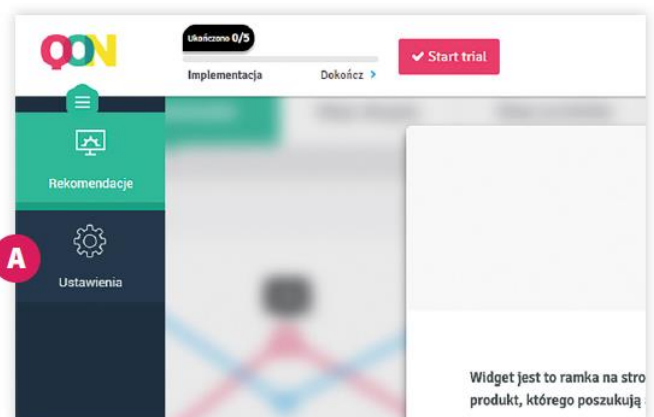 QON
Ukończono 0/5
Implementacja Dokończ >
Start trial
Rekomendacje
A
Ustawienia
Widget jest to ramka na stro
produkt, którego poszukują